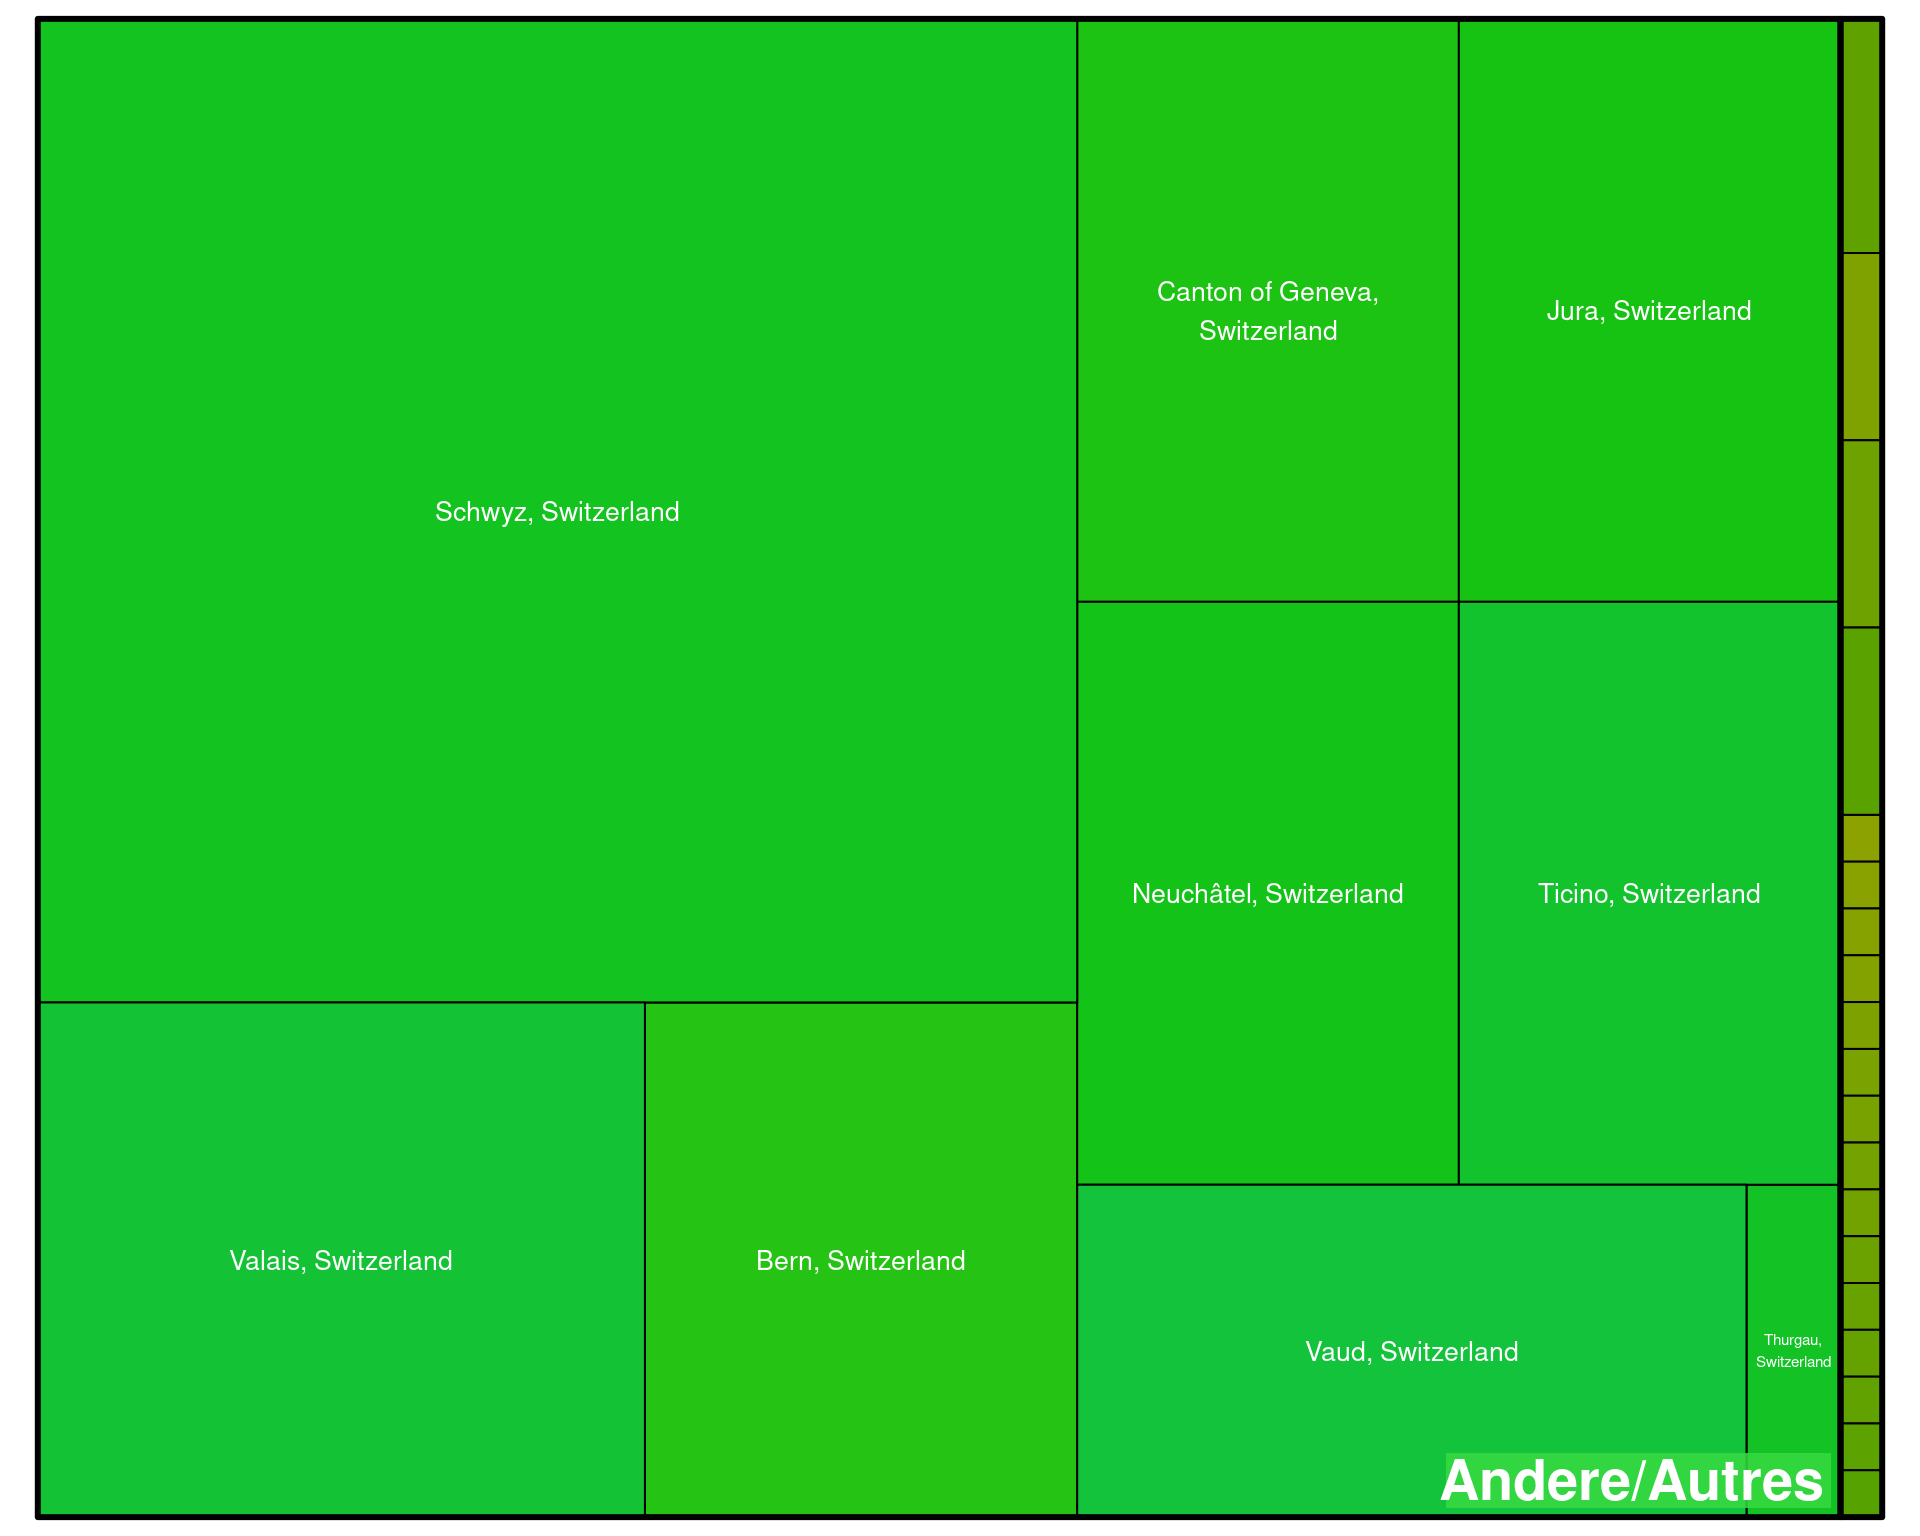 Schwyz, Switzerland
Canton of Geneva,
Switzerland
Jura, Switzerland
Neuchâtel, Switzerland
Ticino, Switzerland
Valais, Switzerland
Bern, Switzerland
Vaud, Switzerland
Thurgau,
Switzerland
Andere/Autres